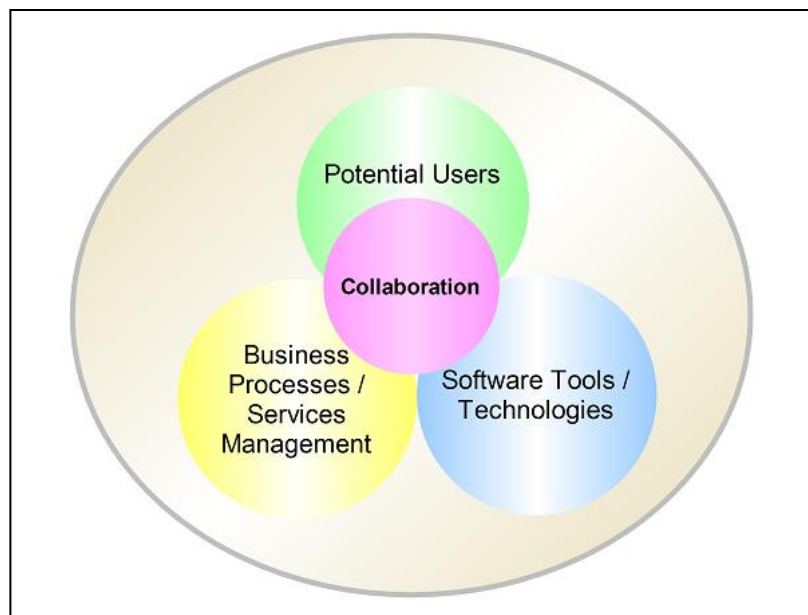 Potential Users
Collaboration
Business
Processes /
Services
Management
Software Tools /
Technologies